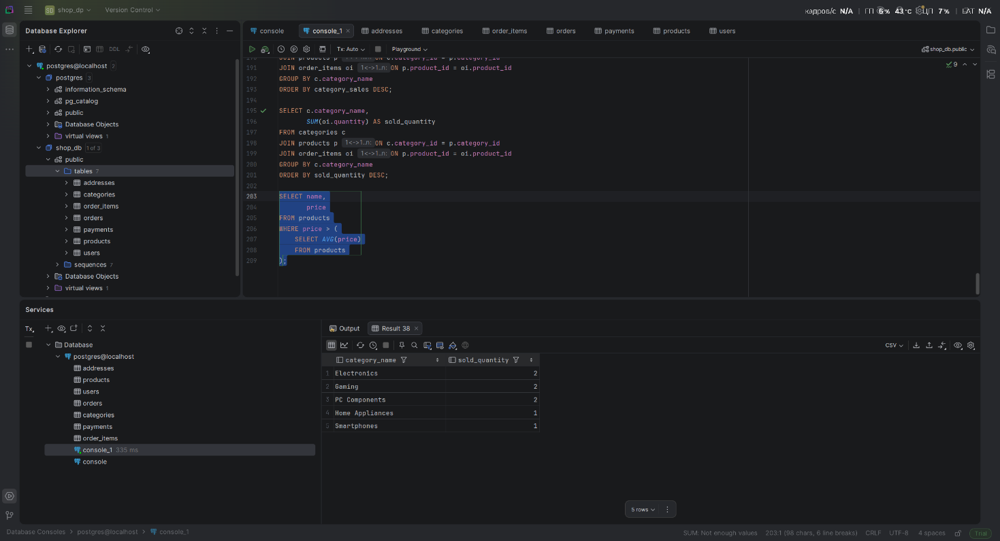 SD shop_dp Version Control
кадров/с N/A | ГП 6% 43°C ЦП 7% | БАТ N/A
Database Explorer
DDL
postgres@localhost 2
postgres 3
information_schema
pg_catalog
public
Database Objects
virtual views 1
shop_db 1 of 3
public
tables 7
addresses
categories
order_items
orders
payments
products
users
sequences 7
Database Objects
virtual views 1
console console_1 addresses categories order_items orders payments products users
Tx: Auto Playground shop_db.public
9
190 JOIN products p 1<->1..n: ON c.category_id = p.category_id
191 JOIN order_items oi 1<->1..n: ON p.product_id = oi.product_id
192 GROUP BY c.category_name
193 ORDER BY category_sales DESC;
194
195 SELECT c.category_name,
196 SUM(oi.quantity) AS sold_quantity
197 FROM categories c
198 JOIN products p 1<->1..n: ON c.category_id = p.category_id
199 JOIN order_items oi 1<->1..n: ON p.product_id = oi.product_id
200 GROUP BY c.category_name
201 ORDER BY sold_quantity DESC;
202
203 SELECT name,
204 price
205 FROM products
206 WHERE price > (
207 SELECT AVG(price)
208 FROM products
209 );
Services
Tx
Database
postgres@localhost
addresses
products
users
orders
categories
payments
order_items
console_1 335 ms
console
Output Result 38
CSV
category_name sold_quantity
1 Electronics 2
2 Gaming 2
3 PC Components 2
4 Home Appliances 1
5 Smartphones 1
5 rows
Database Consoles > postgres@localhost > console_1
SUM: Not enough values 203:1 (98 chars, 6 line breaks) CRLF UTF-8 4 spaces Trial